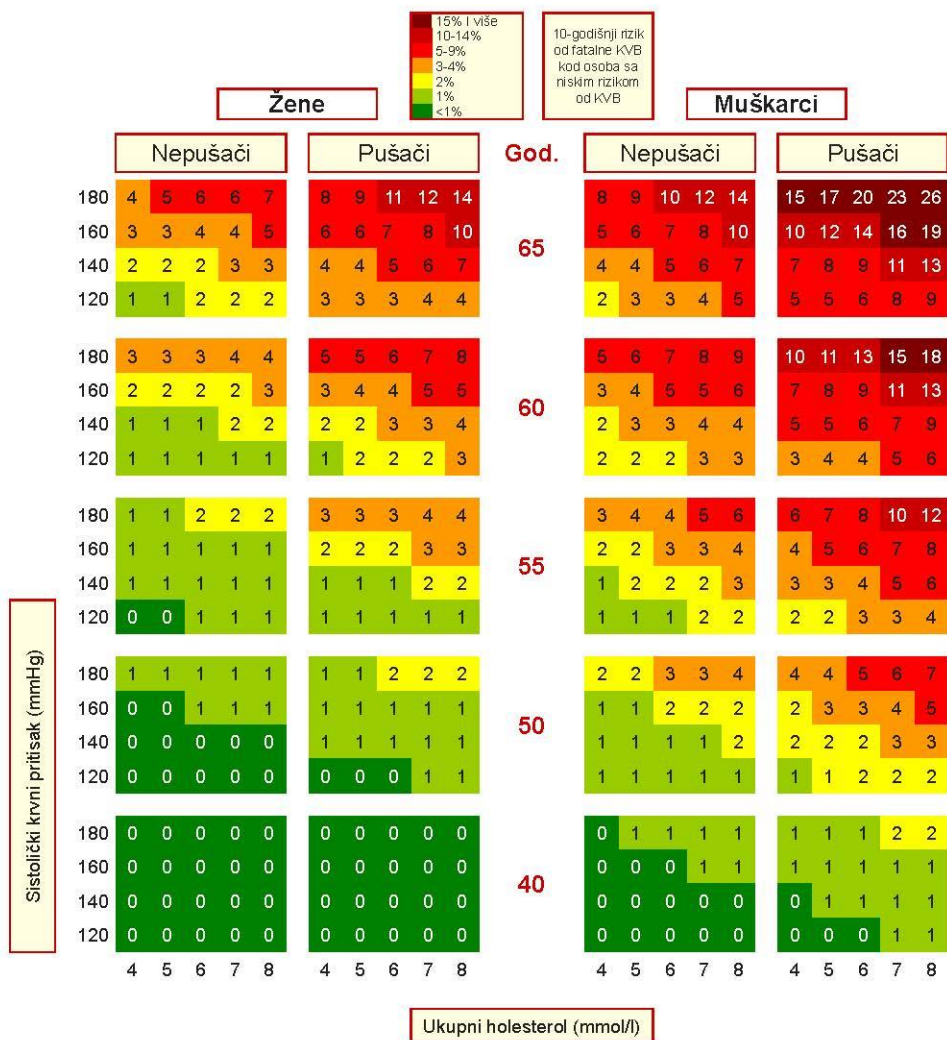 15% I više
10-14%
5-9%
3-4%
2%
1%
<1%
10-godišnji rizik
od fatalne KVB
kod osoba sa
niskim rizikom
od KVB
Žene
Muškarci
Nepušači Pušači God. Nepušači Pušači
180 4 5 6 6 7 8 9 11 12 14 8 9 10 12 14 15 17 20 23 26
160 3 3 4 4 5 6 6 7 8 10 5 6 7 8 10 10 12 14 16 19
65
140 2 2 2 3 3 4 4 5 6 7 4 4 5 6 7 7 8 9 11 13
120 1 1 2 2 2 3 3 3 4 4 2 3 3 4 5 5 5 6 8 9
180 3 3 3 4 4 5 5 6 7 8 5 6 7 8 9 10 11 13 15 18
160 2 2 2 2 3 3 4 4 5 5 3 4 5 5 6 7 8 9 11 13
60
140 1 1 1 2 2 2 2 3 3 4 2 3 3 4 4 5 5 6 7 9
120 1 1 1 1 1 1 2 2 2 3 2 2 2 3 3 3 4 4 5 6
180 1 1 2 2 2 3 3 3 4 4 3 4 4 5 6 6 7 8 10 12
160 1 1 1 1 1 2 2 2 3 3 2 2 3 3 4 4 5 6 7 8
55
140 1 1 1 1 1 1 1 1 2 2 1 2 2 2 3 3 3 4 5 6
120 0 0 1 1 1 1 1 1 1 1 1 1 1 2 2 2 2 3 3 4
180 1 1 1 1 1 1 1 2 2 2 2 2 3 3 4 4 4 5 6 7
160 0 0 1 1 1 1 1 1 1 1 1 1 2 2 2 2 3 3 4 5
50
140 0 0 0 0 0 1 1 1 1 1 1 1 1 1 2 2 2 2 3 3
120 0 0 0 0 0 0 0 0 1 1 1 1 1 1 1 1 1 2 2 2
180 0 0 0 0 0 0 0 0 0 0 0 1 1 1 1 1 1 1 2 2
160 0 0 0 0 0 0 0 0 0 0 0 0 0 1 1 1 1 1 1 1
40
140 0 0 0 0 0 0 0 0 0 0 0 0 0 0 0 0 1 1 1 1
120 0 0 0 0 0 0 0 0 0 0 0 0 0 0 0 0 0 0 1 1
4 5 6 7 8 4 5 6 7 8 4 5 6 7 8 4 5 6 7 8
Sistolički krvni pritisak (mmHg)
Ukupni holesterol (mmol/l)